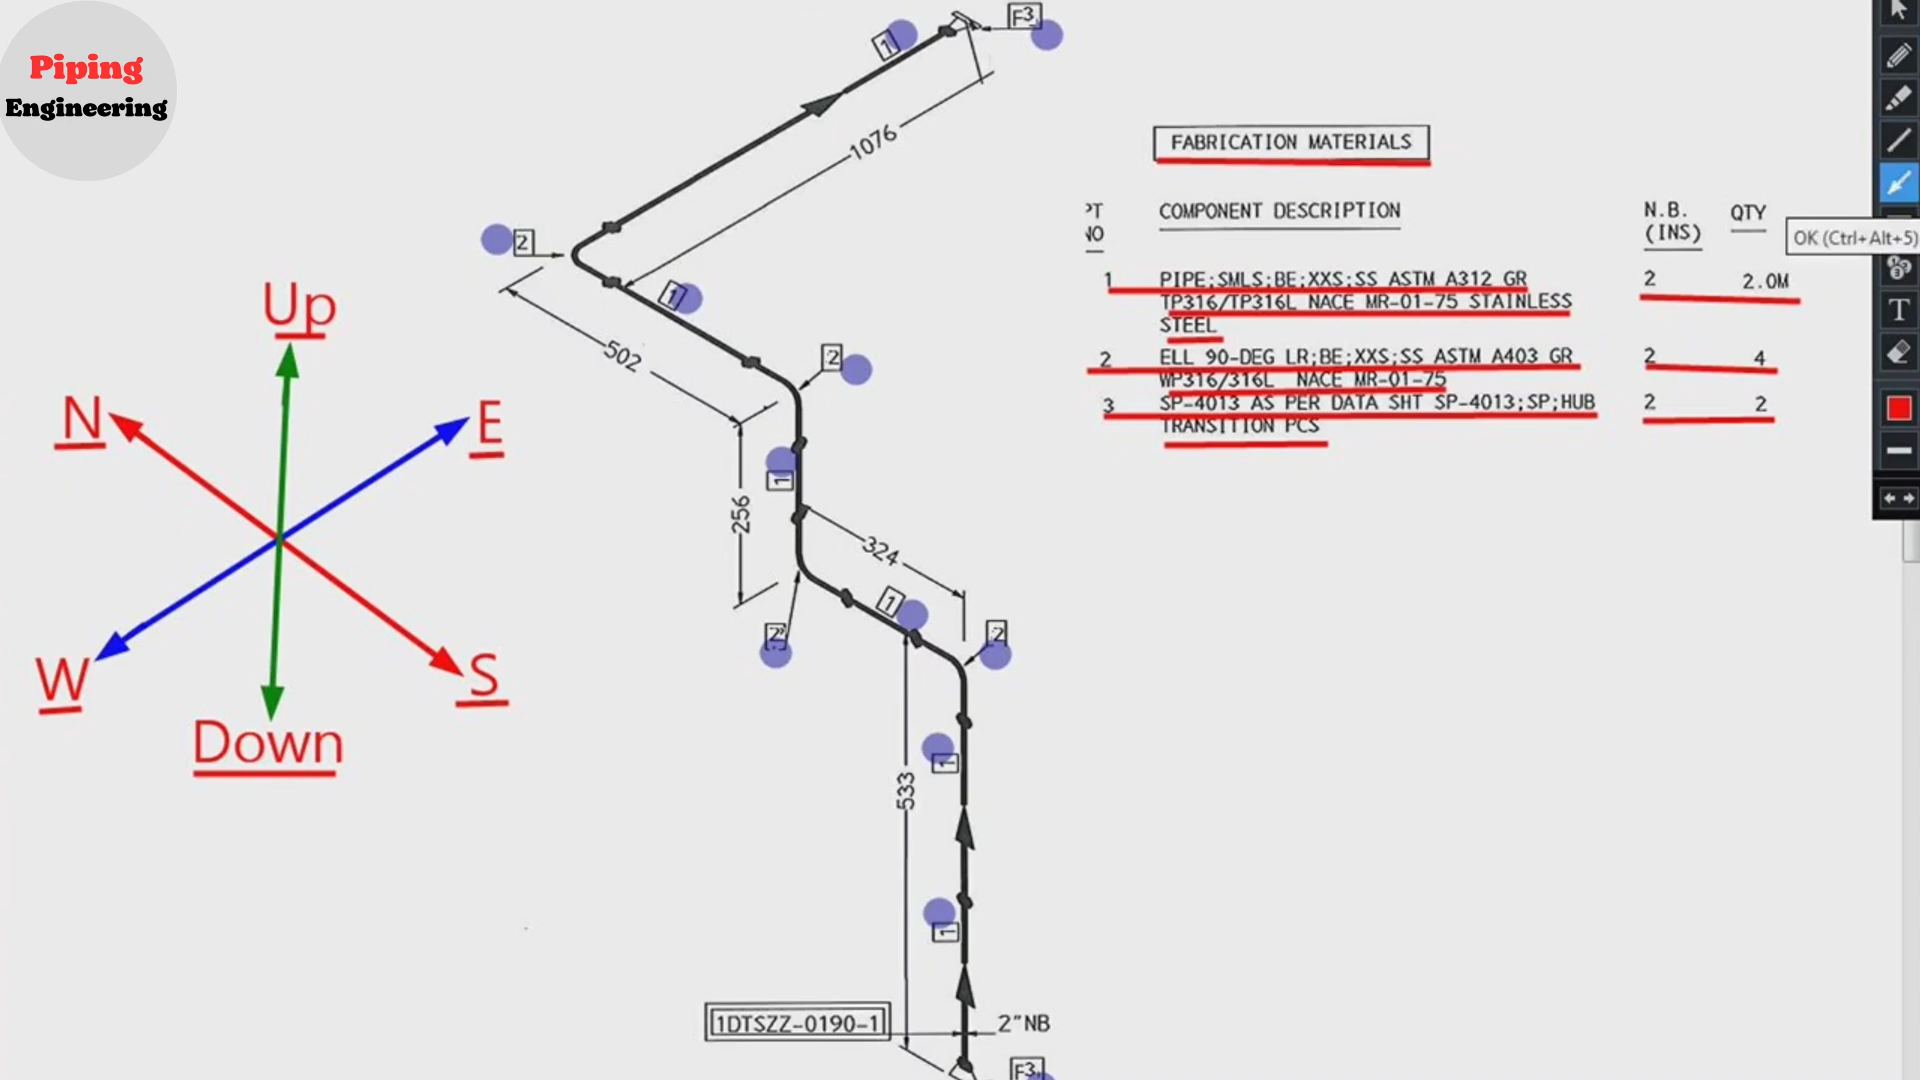 Piping
Engineering
Up
N
E
W
S
Down
1
F3
1076
2
1
502
2
1
256
324
1
2
2
1
533
1
1DTSZZ-0190-1
2"NB
F3
FABRICATION MATERIALS
PT
NO
COMPONENT DESCRIPTION
N.B.
(INS)
QTY
1 PIPE;SMLS;BE;XXS;SS ASTM A312 GR 2 2.0M
TP316/TP316L NACE MR-01-75 STAINLESS
STEEL
2 ELL 90-DEG LR;BE;XXS;SS ASTM A403 GR 2 4
WP316/316L NACE MR-01-75
3 SP-4013 AS PER DATA SHT SP-4013;SP;HUB 2 2
TRANSITION PCS
OK (Ctrl+Alt+5)
T